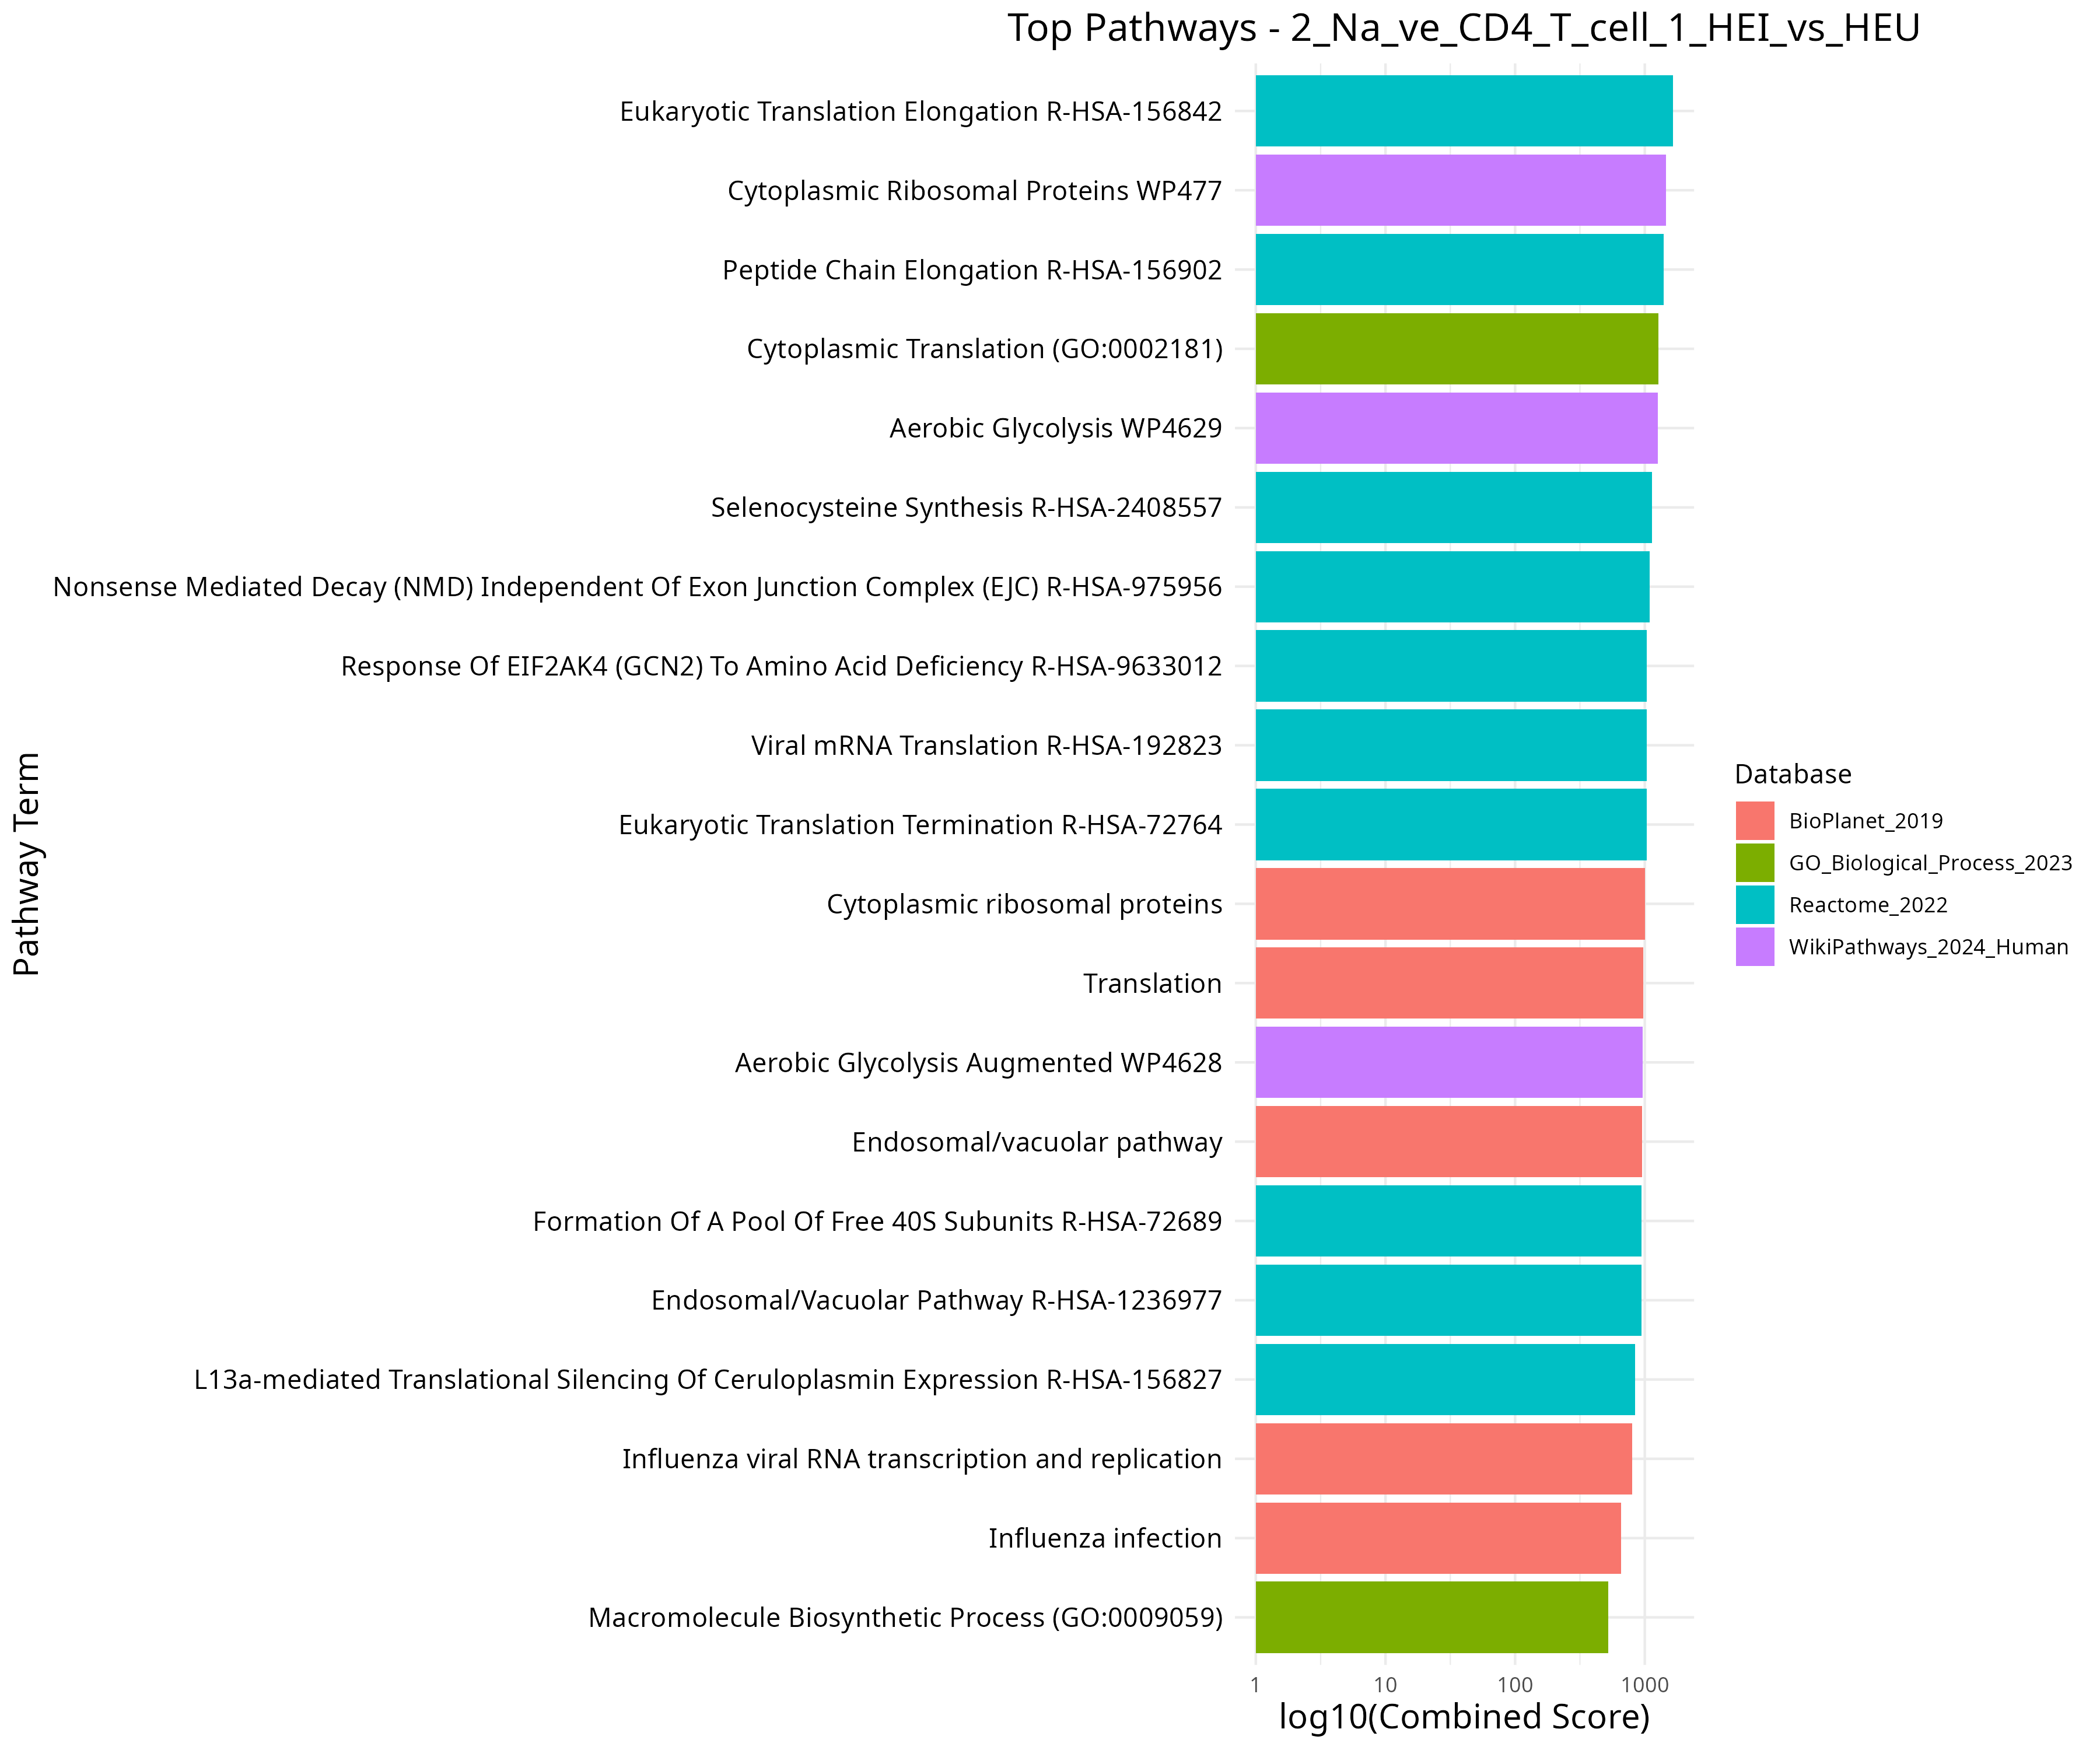 Top Pathways - 2_Na_ve_CD4_T_cell_1_HEI_vs_HEU
Pathway Term
Eukaryotic Translation Elongation R-HSA-156842
Cytoplasmic Ribosomal Proteins WP477
Peptide Chain Elongation R-HSA-156902
Cytoplasmic Translation (GO:0002181)
Aerobic Glycolysis WP4629
Selenocysteine Synthesis R-HSA-2408557
Nonsense Mediated Decay (NMD) Independent Of Exon Junction Complex (EJC) R-HSA-975956
Response Of EIF2AK4 (GCN2) To Amino Acid Deficiency R-HSA-9633012
Viral mRNA Translation R-HSA-192823
Eukaryotic Translation Termination R-HSA-72764
Cytoplasmic ribosomal proteins
Translation
Aerobic Glycolysis Augmented WP4628
Endosomal/vacuolar pathway
Formation Of A Pool Of Free 40S Subunits R-HSA-72689
Endosomal/Vacuolar Pathway R-HSA-1236977
L13a-mediated Translational Silencing Of Ceruloplasmin Expression R-HSA-156827
Influenza viral RNA transcription and replication
Influenza infection
Macromolecule Biosynthetic Process (GO:0009059)
1 10 100 1000
log10(Combined Score)
Database
BioPlanet_2019
GO_Biological_Process_2023
Reactome_2022
WikiPathways_2024_Human